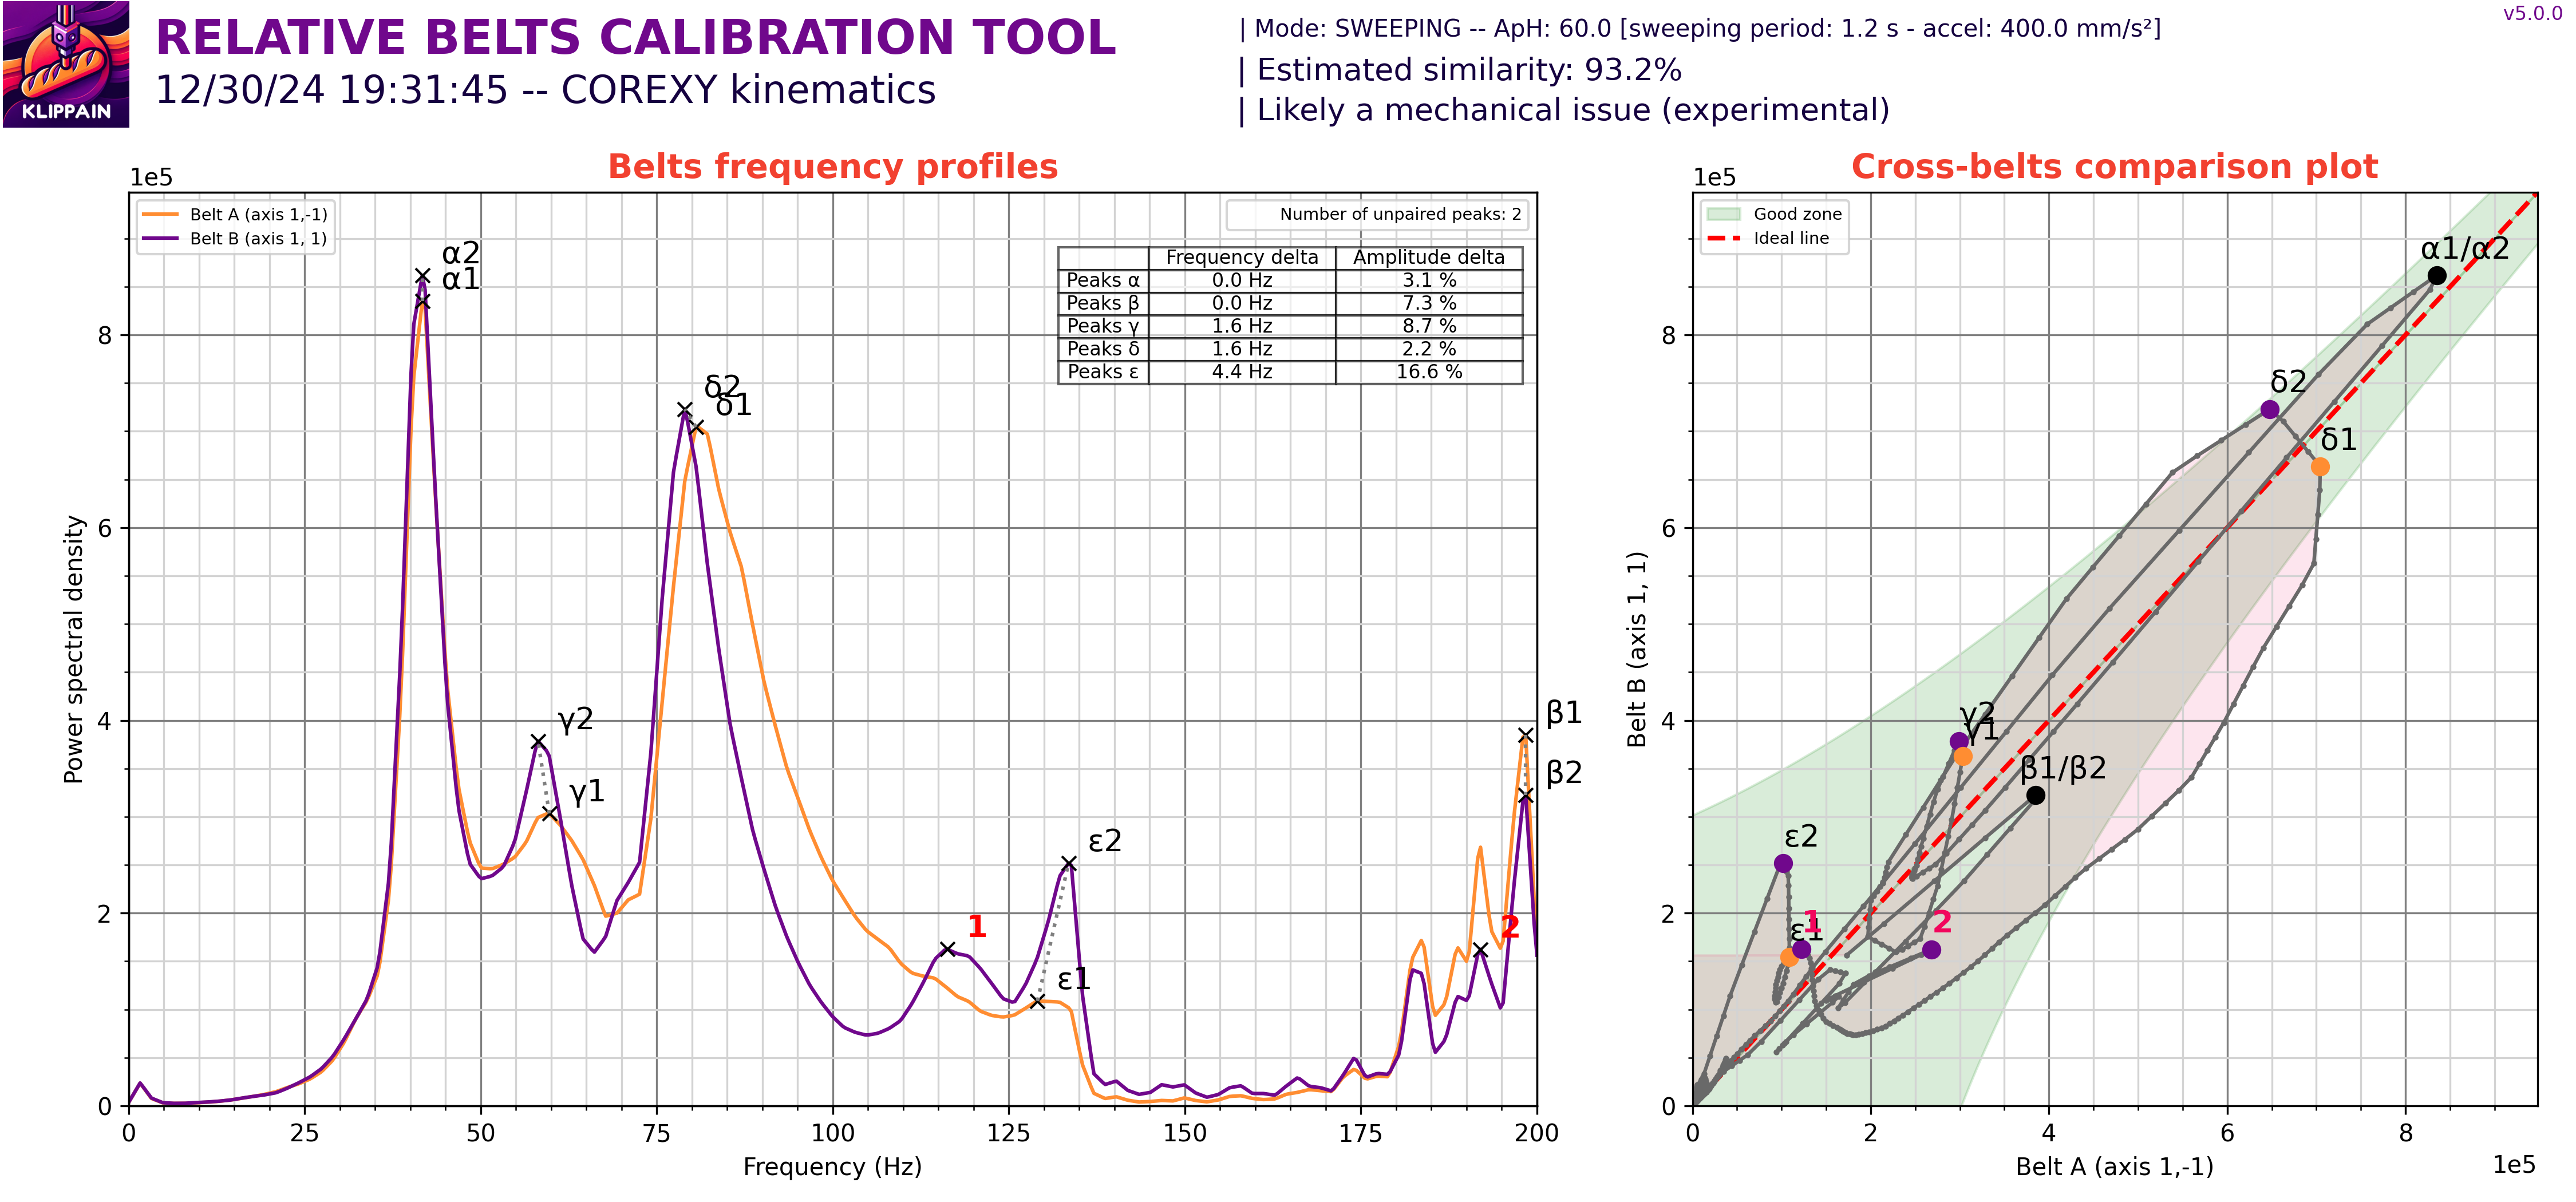 KLIPPAIN
RELATIVE BELTS CALIBRATION TOOL
12/30/24 19:31:45 -- COREXY kinematics
| Mode: SWEEPING -- ApH: 60.0 [sweeping period: 1.2 s - accel: 400.0 mm/s²]
| Estimated similarity: 93.2%
| Likely a mechanical issue (experimental)
v5.0.0
Belts frequency profiles
1e5
Belt A (axis 1,-1)
Belt B (axis 1, 1)
Number of unpaired peaks: 2
Frequency delta Amplitude delta
Peaks α 0.0 Hz 3.1 %
Peaks β 0.0 Hz 7.3 %
Peaks γ 1.6 Hz 8.7 %
Peaks δ 1.6 Hz 2.2 %
Peaks ε 4.4 Hz 16.6 %
α2
α1
δ2
δ1
γ2
γ1
β1
β2
ε2
ε1
1
2
8
6
4
2
0
Power spectral density
0 25 50 75 100 125 150 175 200
Frequency (Hz)
Cross-belts comparison plot
1e5
Good zone
Ideal line
α1/α2
δ2
δ1
γ2
γ1
β1/β2
ε2
ε1
1
2
8
6
4
2
0
Belt B (axis 1, 1)
0 2 4 6 8
Belt A (axis 1,-1)
1e5